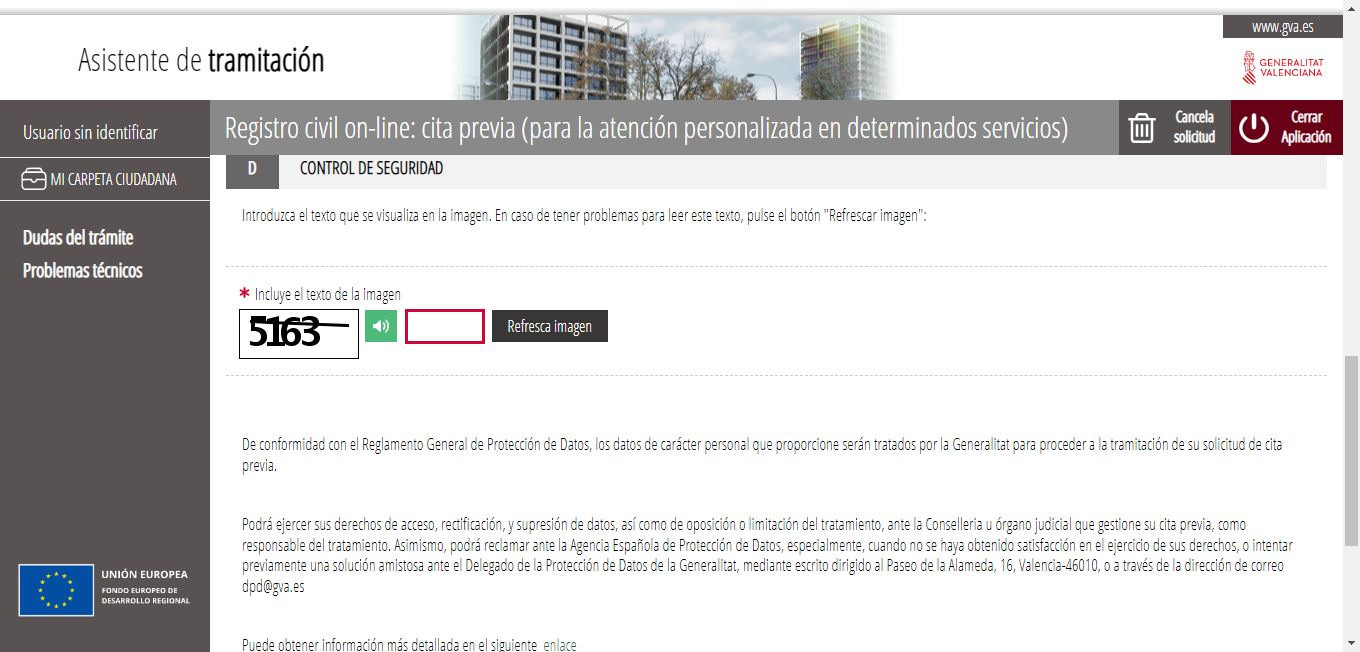 www.gva.es
Asistente de tramitación
GENERALITAT
VALENCIANA
Usuario sin identificar
Registro civil on-line: cita previa (para la atención personalizada en determinados servicios)
Cancela
solicitud
Cerrar
Aplicación
MI CARPETA CIUDADANA
D CONTROL DE SEGURIDAD
Introduzca el texto que se visualiza en la imagen. En caso de tener problemas para leer este texto, pulse el botón "Refrescar imagen":
Dudas del trámite
Problemas técnicos
* Incluye el texto de la imagen
5163
Refresca imagen
De conformidad con el Reglamento General de Protección de Datos, los datos de carácter personal que proporcione serán tratados por la Generalitat para proceder a la tramitación de su solicitud de cita
previa.
Podrá ejercer sus derechos de acceso, rectificación, y supresión de datos, así como de oposición o limitación del tratamiento, ante la Conselleria u órgano judicial que gestione su cita previa, como
responsable del tratamiento. Asimismo, podrá reclamar ante la Agencia Española de Protección de Datos, especialmente, cuando no se haya obtenido satisfacción en el ejercicio de sus derechos, o intentar
previamente una solución amistosa ante el Delegado de la Protección de Datos de la Generalitat, mediante escrito dirigido al Paseo de la Alameda, 16, Valencia-46010, o a través de la dirección de correo
dpd@gva.es
Puede obtener información más detallada en el siguiente enlace
UNIÓN EUROPEA
FONDO EUROPEO DE
DESARROLLO REGIONAL